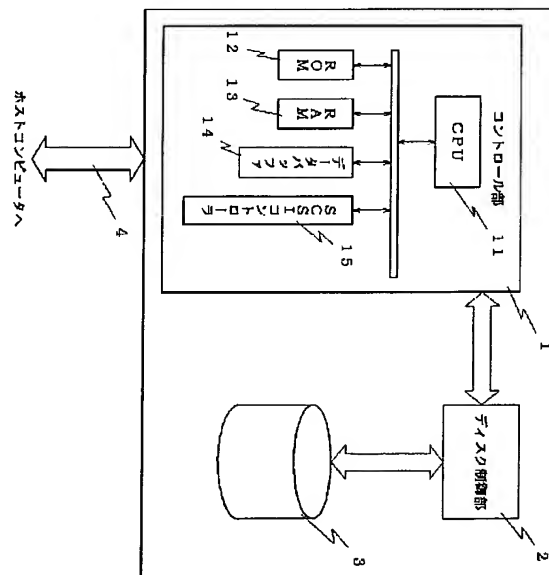 コントロール部
CPU
11
ROM
12
RAM
13
データバッファ
14
SCSIコントローラ
15
1
ディスク制御部
2
3
4
ホストコンピュータへ